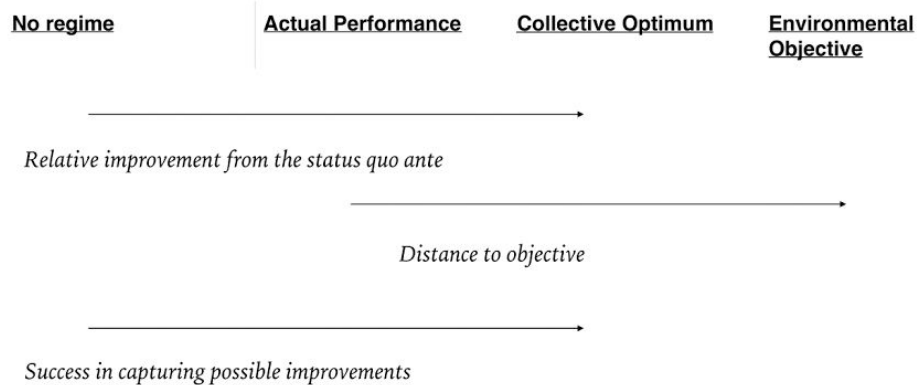 No regime
Actual Performance
Collective Optimum
Environmental
Objective
Relative improvement from the status quo ante
Distance to objective
Success in capturing possible improvements